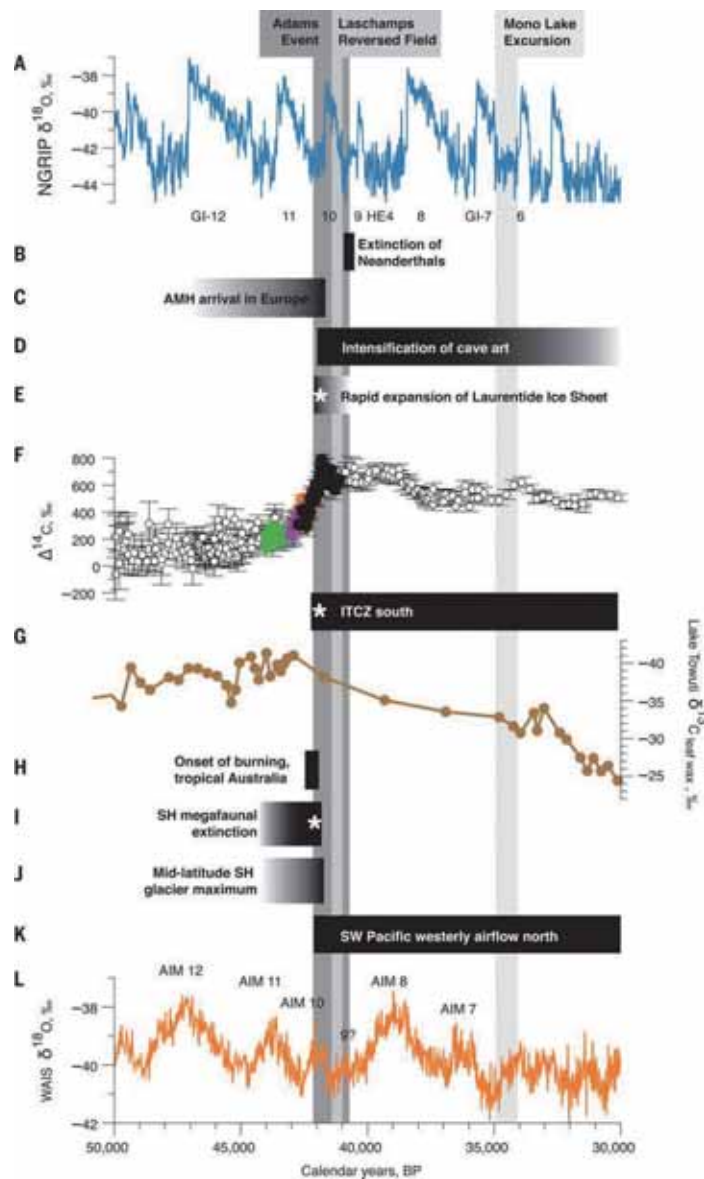 Adams
Event
Laschamps
Reversed Field
Mono Lake
Excursion
A
NGRIP δ¹⁸O, ‰
−38
−40
−42
−44
GI-12
11
10
9
HE4
8
GI-7
6
B
Extinction of
Neanderthals
C
AMH arrival in Europe
D
Intensification of cave art
E
* Rapid expansion of Laurentide Ice Sheet
F
Δ¹⁴C, ‰
800
600
400
200
0
−200
* ITCZ south
G
Lake Towuti δ¹³C leaf wax, ‰
−40
−35
−30
−25
H
Onset of burning,
tropical Australia
I
SH megafaunal
extinction
*
J
Mid-latitude SH
glacier maximum
K
SW Pacific westerly airflow north
L
AIM 12
AIM 11
AIM 10
9?
AIM 8
AIM 7
WAIS δ¹⁸O, ‰
−38
−40
−42
50,000
45,000
40,000
35,000
30,000
Calendar years, BP